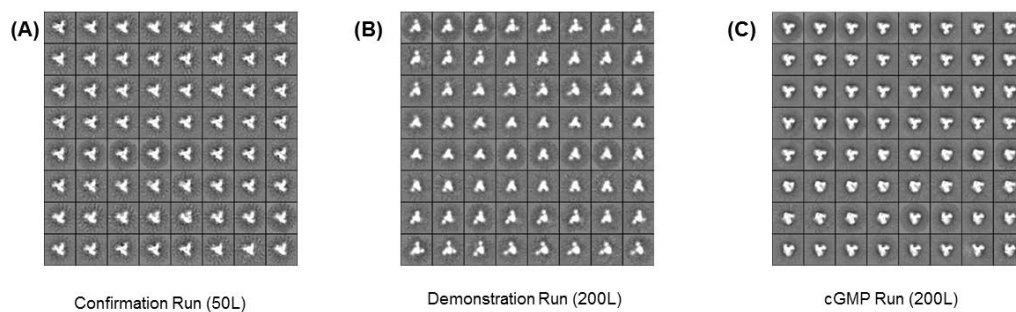 (A)
(B)
(C)
Confirmation Run (50L)
Demonstration Run (200L)
cGMP Run (200L)